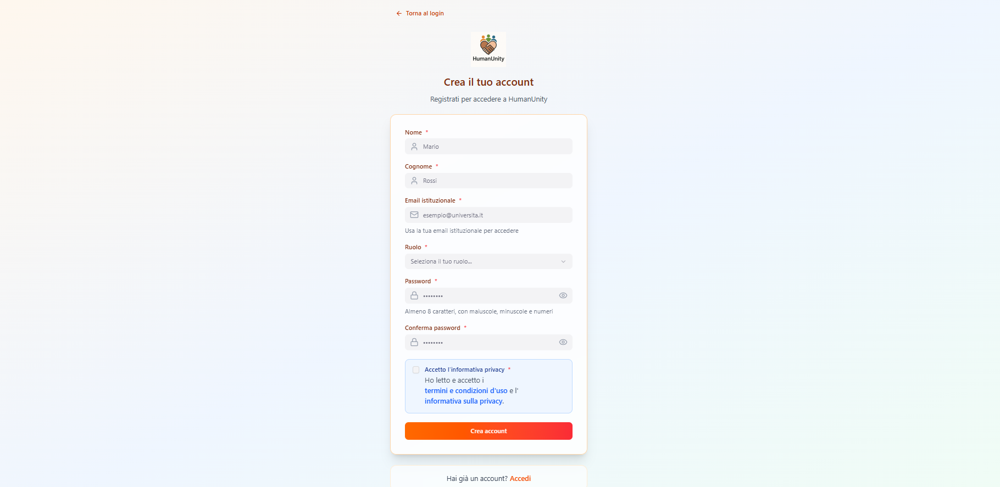 Torna al login
HumanUnity
Crea il tuo account
Registrati per accedere a HumanUnity
Nome *
Mario
Cognome *
Rossi
Email istituzionale *
esempio@universita.it
Usa la tua email istituzionale per accedere
Ruolo *
Seleziona il tuo ruolo...
Password *
••••••••
Almeno 8 caratteri, con maiuscole, minuscole e numeri
Conferma password *
••••••••
Accetto l'informativa privacy *
Ho letto e accetto i
termini e condizioni d'uso e l'
informativa sulla privacy.
Crea account
Hai già un account? Accedi